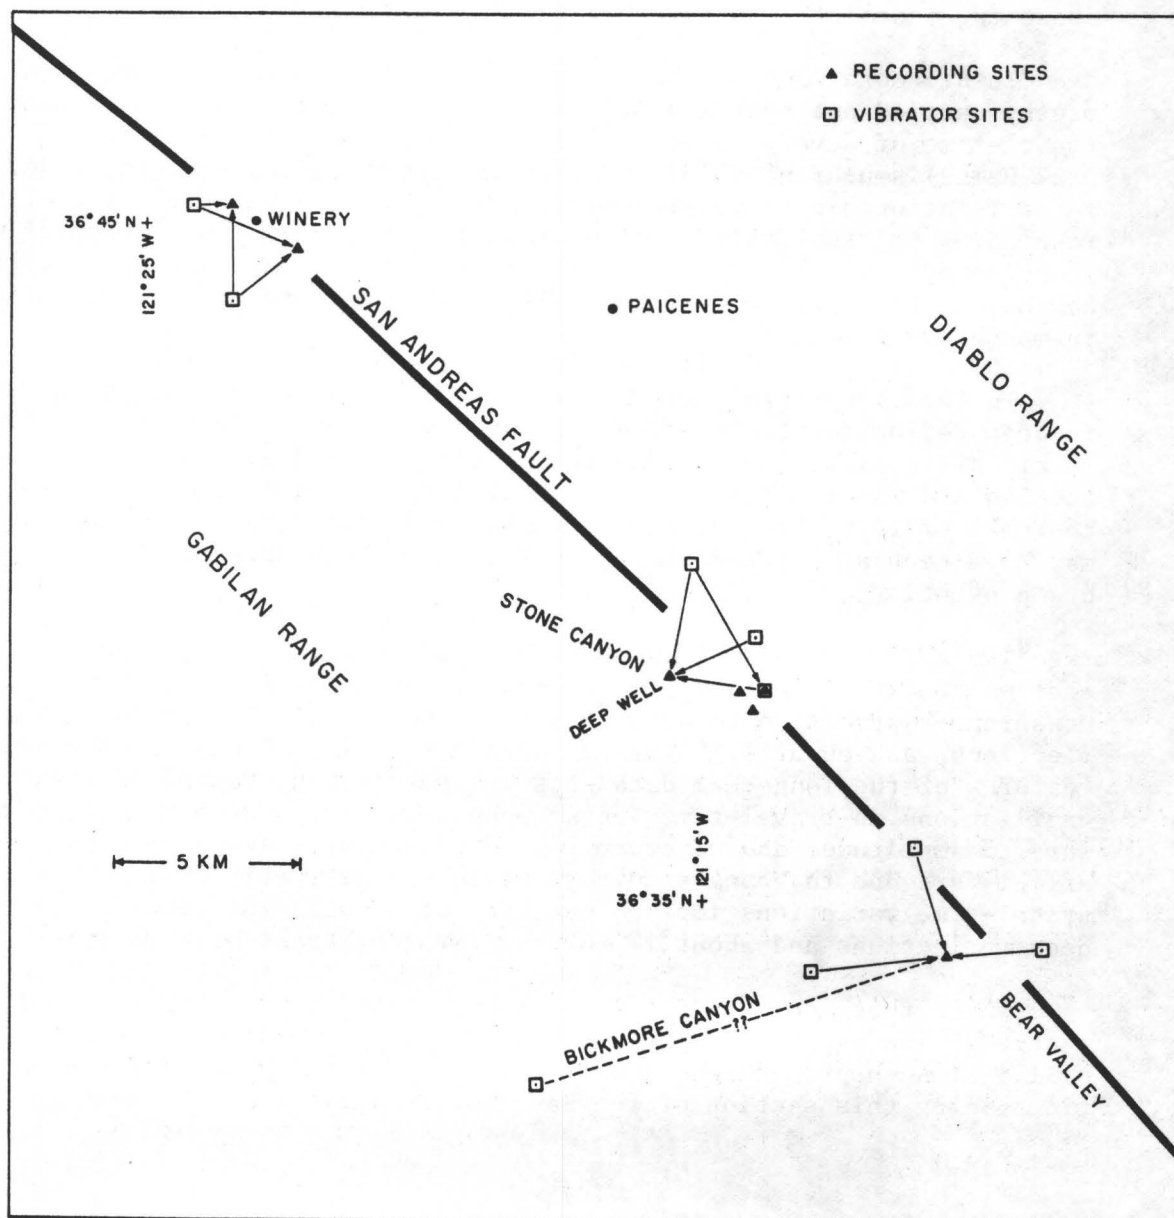 RECORDING SITES
VIBRATOR SITES
36° 45' N +
121° 25' W
WINERY
PAICENES
SAN ANDREAS FAULT
DIABLO RANGE
GABILAN RANGE
STONE CANYON
DEEP WELL
5 KM
121° 15' W
36° 35' N +
BICKMORE CANYON
??
BEAR VALLEY